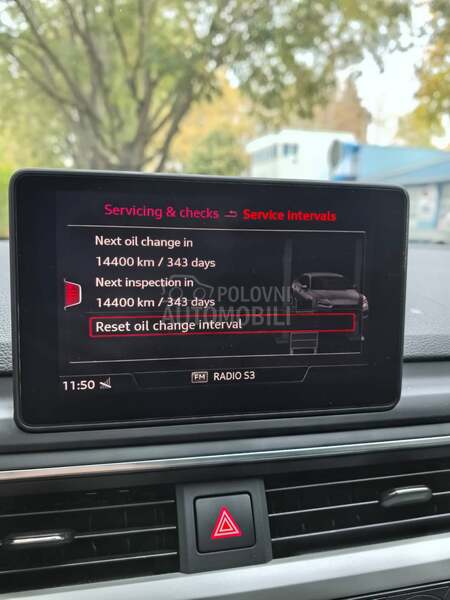 Servicing & checks Service intervals
Next oil change in
14400 km / 343 days
Next inspection in
14400 km / 343 days
POLOVNI
AUTOMOBILI
Reset oil change interval
11:50
FM RADIO S3